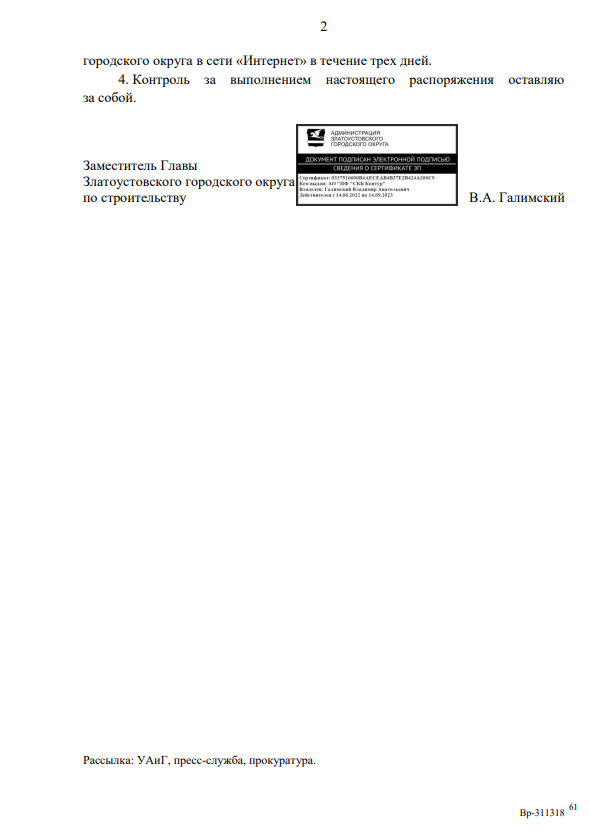 2
городского округа в сети «Интернет» в течение трех дней.
4. Контроль за выполнением настоящего распоряжения оставляю
за собой.
АДМИНИСТРАЦИЯ
ЗЛАТОУСТОВСКОГО
ГОРОДСКОГО ОКРУГА
ДОКУМЕНТ ПОДПИСАН ЭЛЕКТРОННОЙ ПОДПИСЬЮ
СВЕДЕНИЯ О СЕРТИФИКАТЕ ЭП
Сертификат: 0337516600B4AECEAB4B37E2B424A200C9
Кем выдан: АО "ПФ "СКБ Контур"
Владелец: Галимский Владимир Анатольевич
Действителен с 14.06.2022 по 14.09.2023
Заместитель Главы
Златоустовского городского округа
по строительству
В.А. Галимский
Рассылка: УАиГ, пресс-служба, прокуратура.
Вр-311318 61